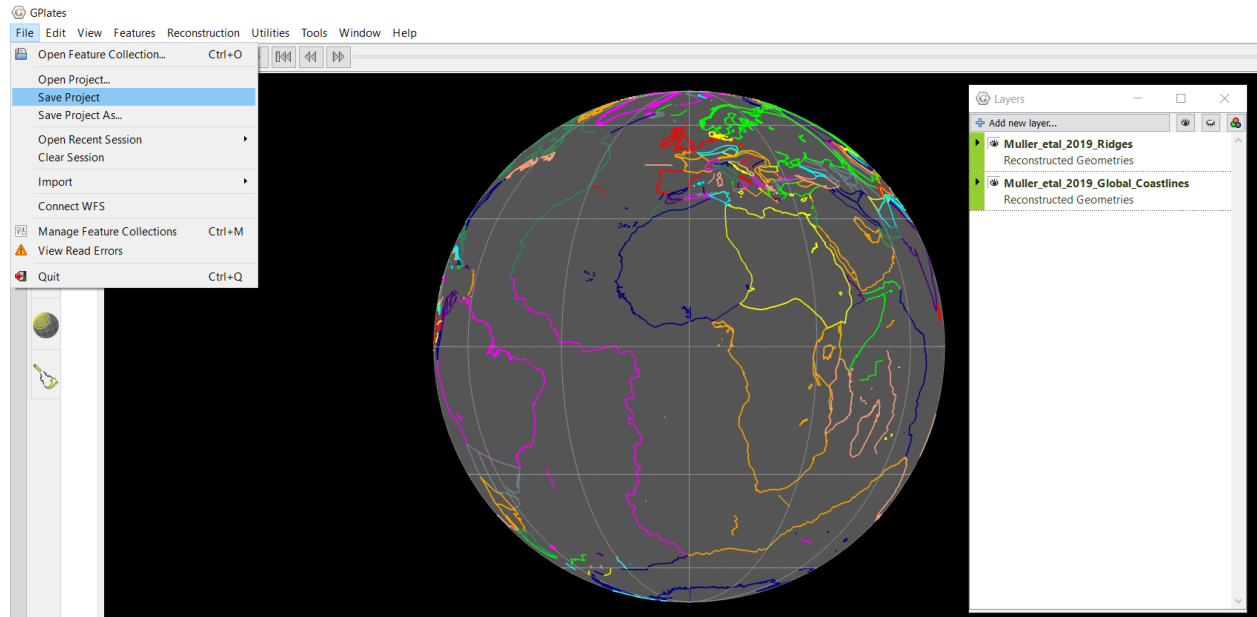 GPlates
File Edit View Features Reconstruction Utilities Tools Window Help
Open Feature Collection... Ctrl+O
Open Project...
Save Project
Save Project As...
Open Recent Session
Clear Session
Import
Connect WFS
Manage Feature Collections Ctrl+M
View Read Errors
Quit Ctrl+Q
Layers
Add new layer...
Muller_etal_2019_Ridges
Reconstructed Geometries
Muller_etal_2019_Global_Coastlines
Reconstructed Geometries